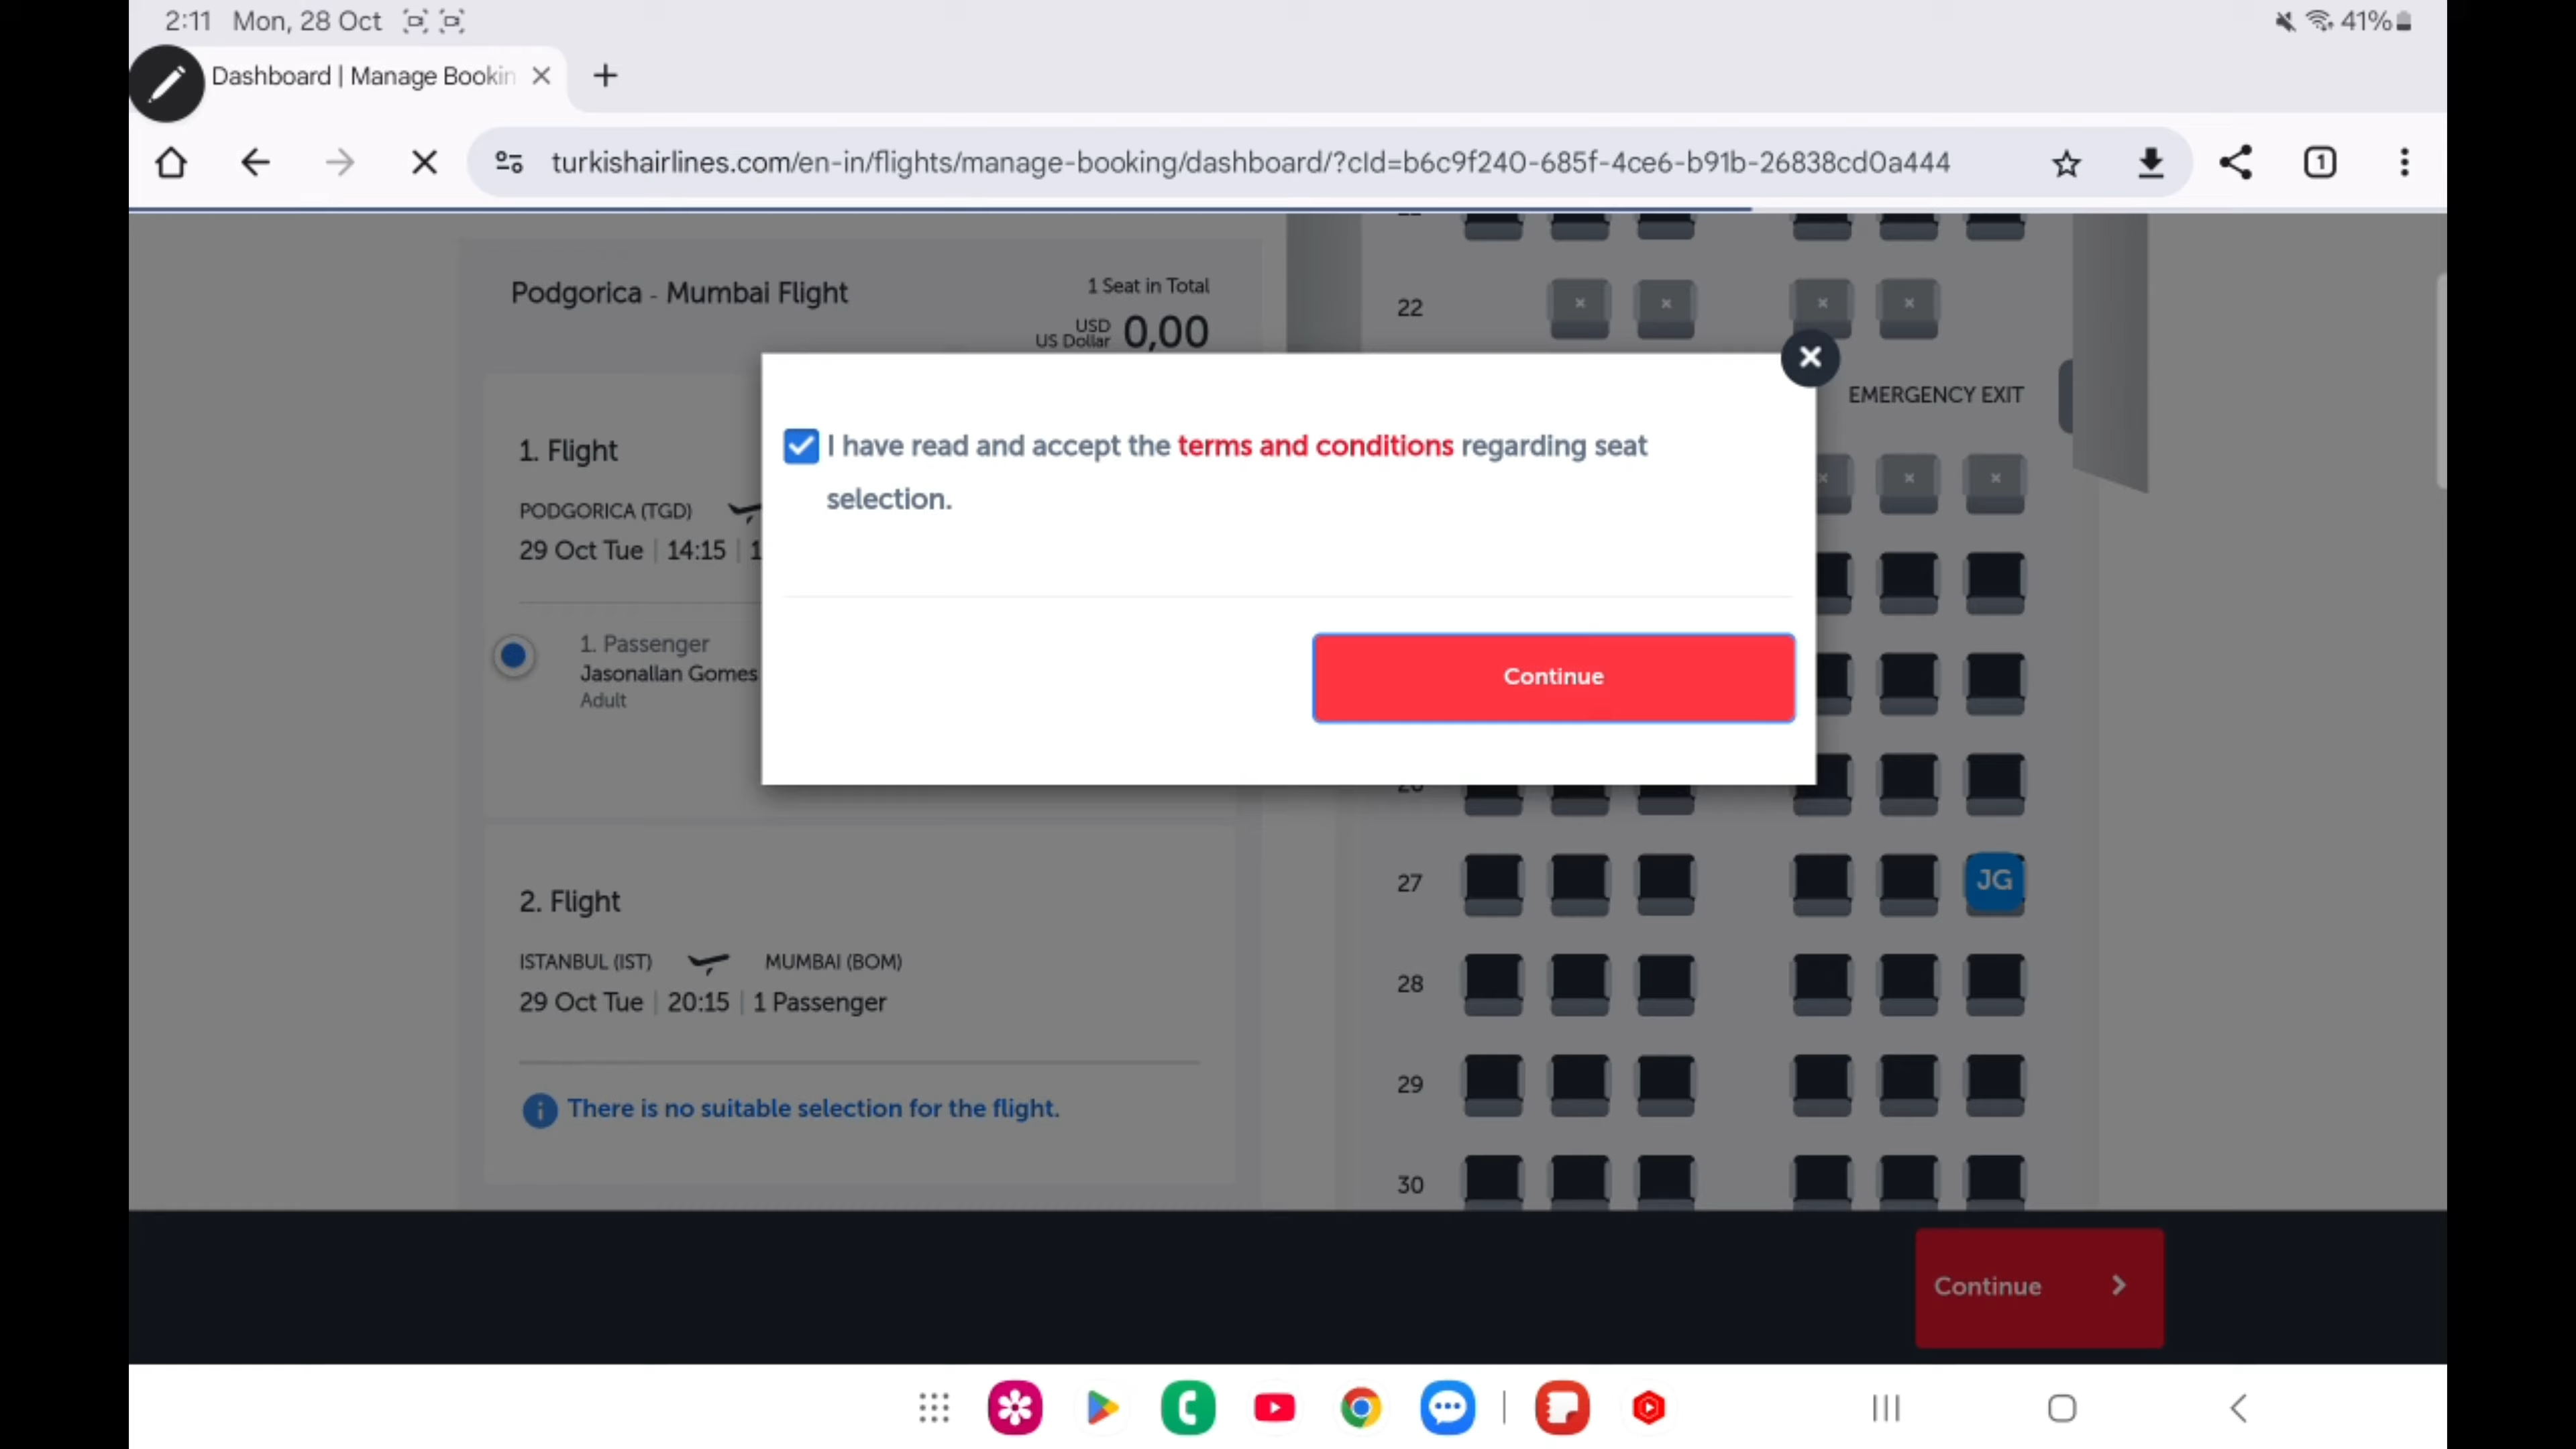 2:11 Mon, 28 Oct
41%
Dashboard | Manage Bookin
turkishairlines.com/en-in/flights/manage-booking/dashboard/?cId=b6c9f240-685f-4ce6-b91b-26838cd0a444
1
Podgorica - Mumbai Flight
1 Seat in Total
USD
US Dollar
0,00
22
EMERGENCY EXIT
I have read and accept the terms and conditions regarding seat
selection.
Continue
1. Flight
PODGORICA (TGD)
29 Oct Tue | 14:15 | 1
1. Passenger
Jasonallan Gomes
Adult
2. Flight
ISTANBUL (IST) MUMBAI (BOM)
29 Oct Tue | 20:15 | 1 Passenger
There is no suitable selection for the flight.
27
JG
28
29
30
Continue